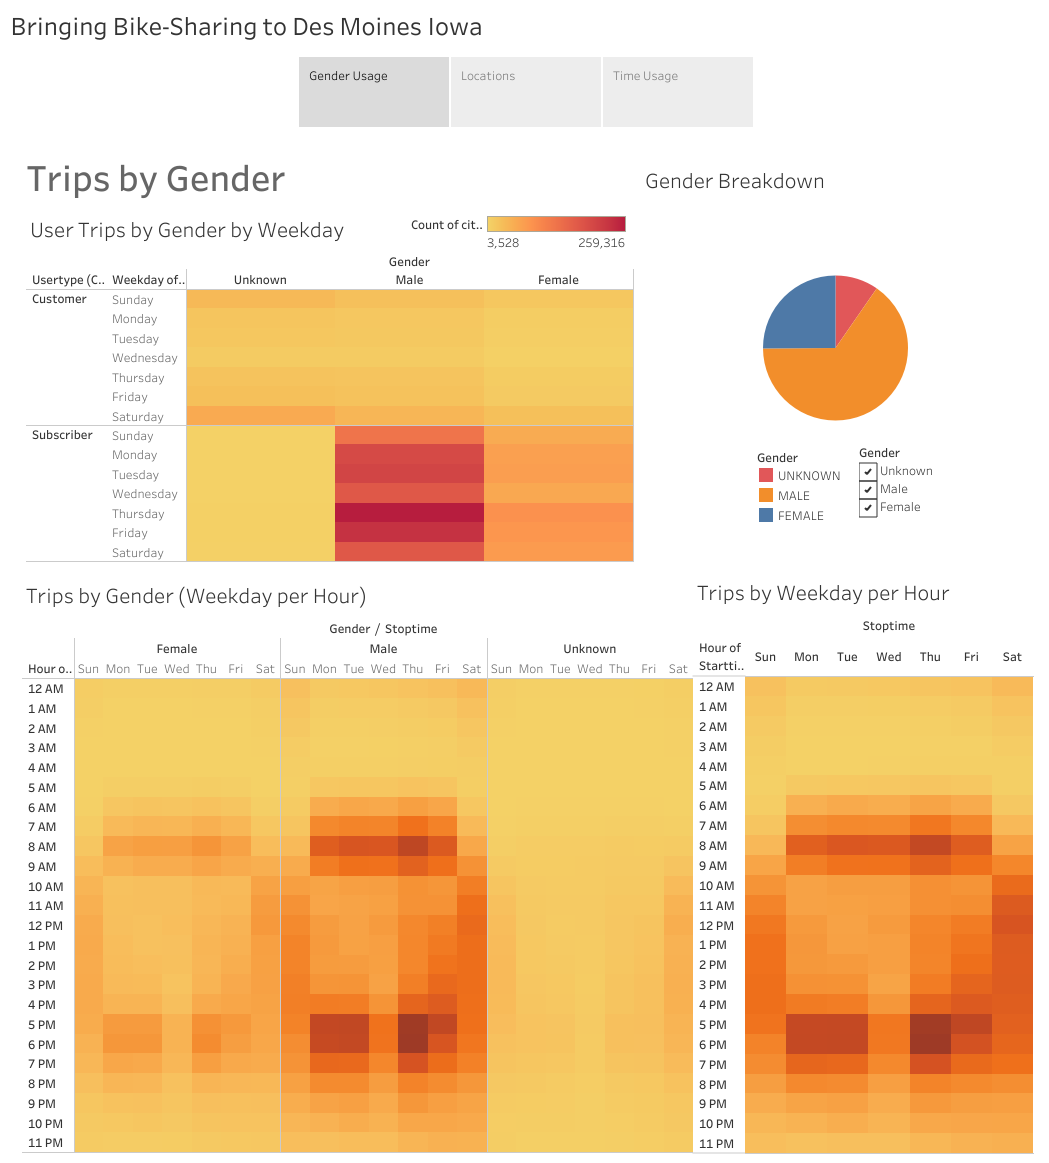 Bringing Bike-Sharing to Des Moines Iowa
Gender Usage Locations Time Usage
Trips by Gender
Gender Breakdown
User Trips by Gender by Weekday
Count of cit..
3,528 259,316
Gender
Usertype (C.. Weekday of.. Unknown Male Female
Customer Sunday
Monday
Tuesday
Wednesday
Thursday
Friday
Saturday
Subscriber Sunday
Monday
Tuesday
Wednesday
Thursday
Friday
Saturday
Gender
UNKNOWN
MALE
FEMALE
Gender
Unknown
Male
Female
Trips by Gender (Weekday per Hour)
Gender / Stoptime
Female Male Unknown
Hour o.. Sun Mon Tue Wed Thu Fri Sat Sun Mon Tue Wed Thu Fri Sat Sun Mon Tue Wed Thu Fri Sat
12 AM
1 AM
2 AM
3 AM
4 AM
5 AM
6 AM
7 AM
8 AM
9 AM
10 AM
11 AM
12 PM
1 PM
2 PM
3 PM
4 PM
5 PM
6 PM
7 PM
8 PM
9 PM
10 PM
11 PM
Trips by Weekday per Hour
Stoptime
Hour of
Startti.. Sun Mon Tue Wed Thu Fri Sat
12 AM
1 AM
2 AM
3 AM
4 AM
5 AM
6 AM
7 AM
8 AM
9 AM
10 AM
11 AM
12 PM
1 PM
2 PM
3 PM
4 PM
5 PM
6 PM
7 PM
8 PM
9 PM
10 PM
11 PM